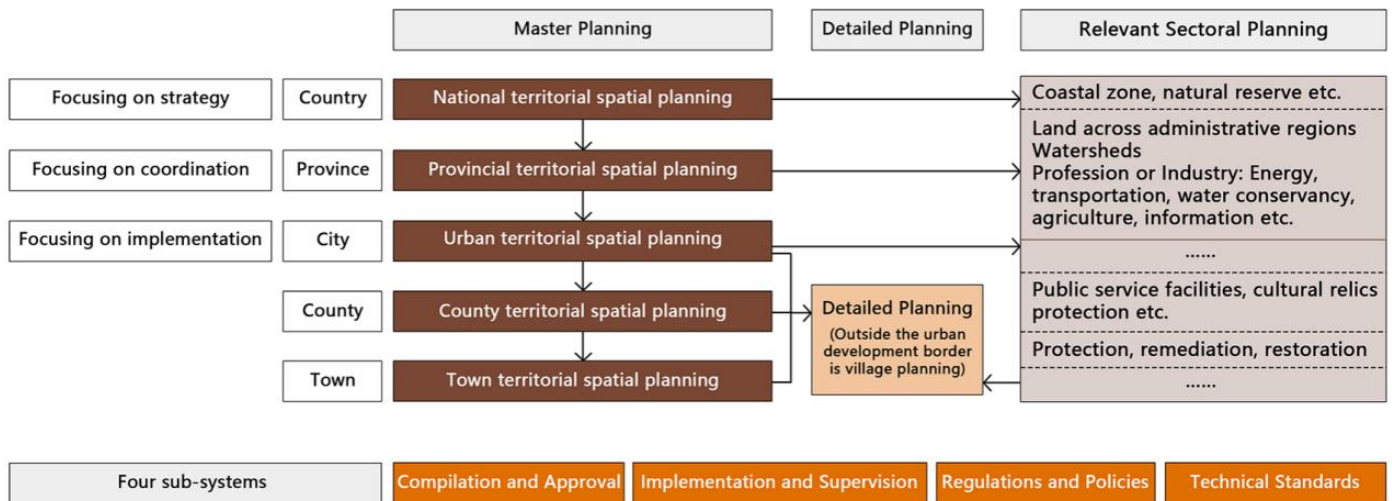 Master Planning
Detailed Planning
Relevant Sectoral Planning
Focusing on strategy
Country
National territorial spatial planning
Coastal zone, natural reserve etc.
Focusing on coordination
Province
Provincial territorial spatial planning
Land across administrative regions
Watersheds
Profession or Industry: Energy,
transportation, water conservancy,
agriculture, information etc.
Focusing on implementation
City
Urban territorial spatial planning
......
County
County territorial spatial planning
Detailed Planning
(Outside the urban
development border
is village planning)
Public service facilities, cultural relics
protection etc.
Town
Town territorial spatial planning
Protection, remediation, restoration
......
Four sub-systems
Compilation and Approval
Implementation and Supervision
Regulations and Policies
Technical Standards